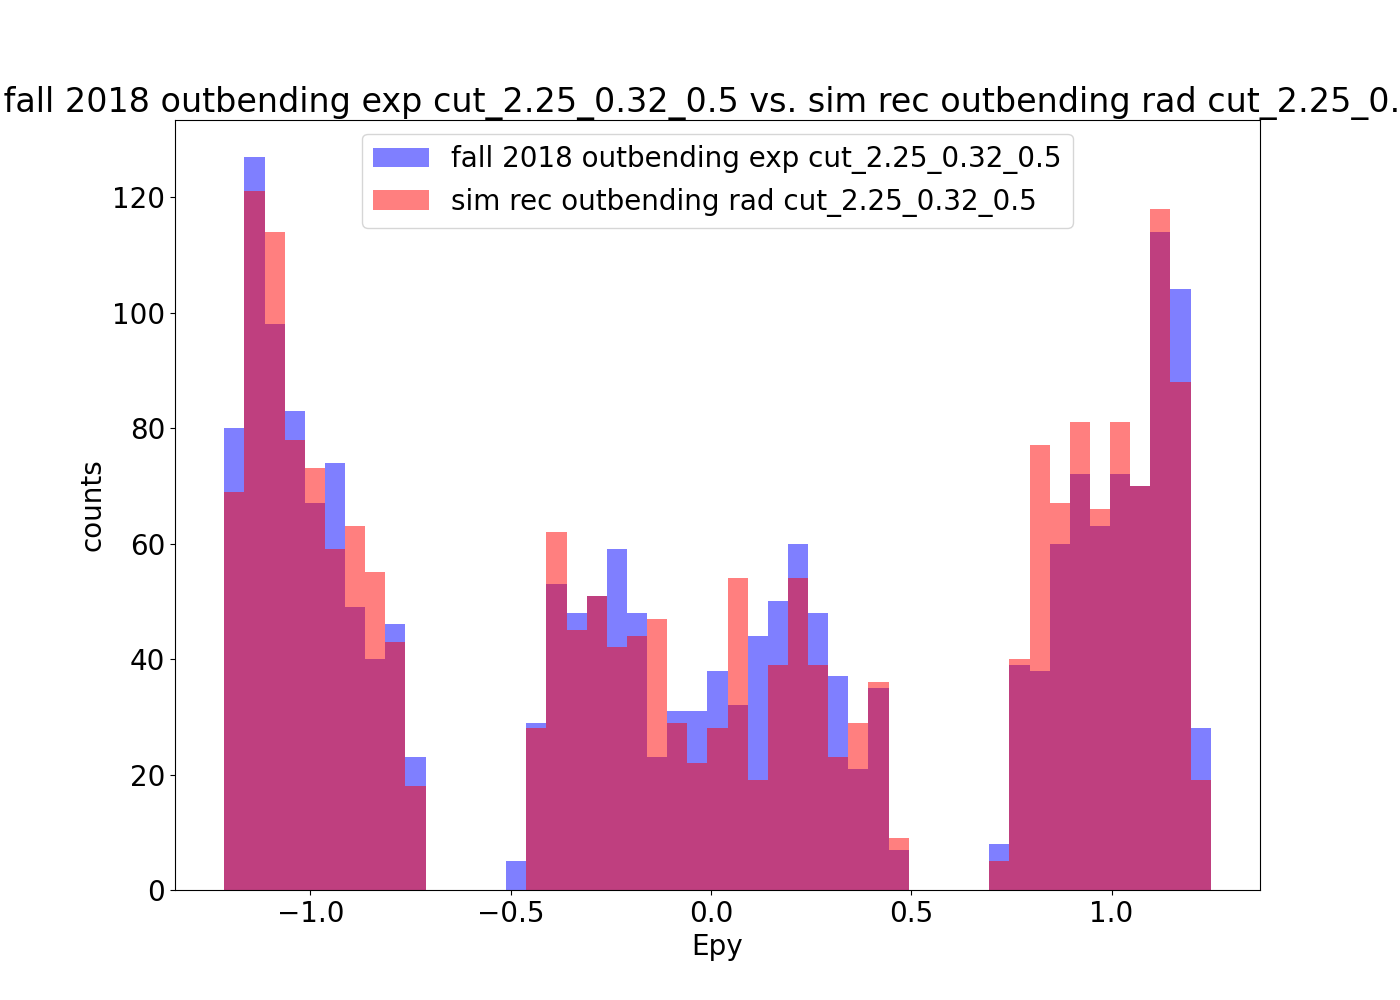 fall 2018 outbending exp cut_2.25_0.32_0.5 vs. sim rec outbending rad cut_2.25_0.
fall 2018 outbending exp cut_2.25_0.32_0.5
sim rec outbending rad cut_2.25_0.32_0.5
120
100
80
60
40
20
0
counts
−1.0 −0.5 0.0 0.5 1.0
Epy